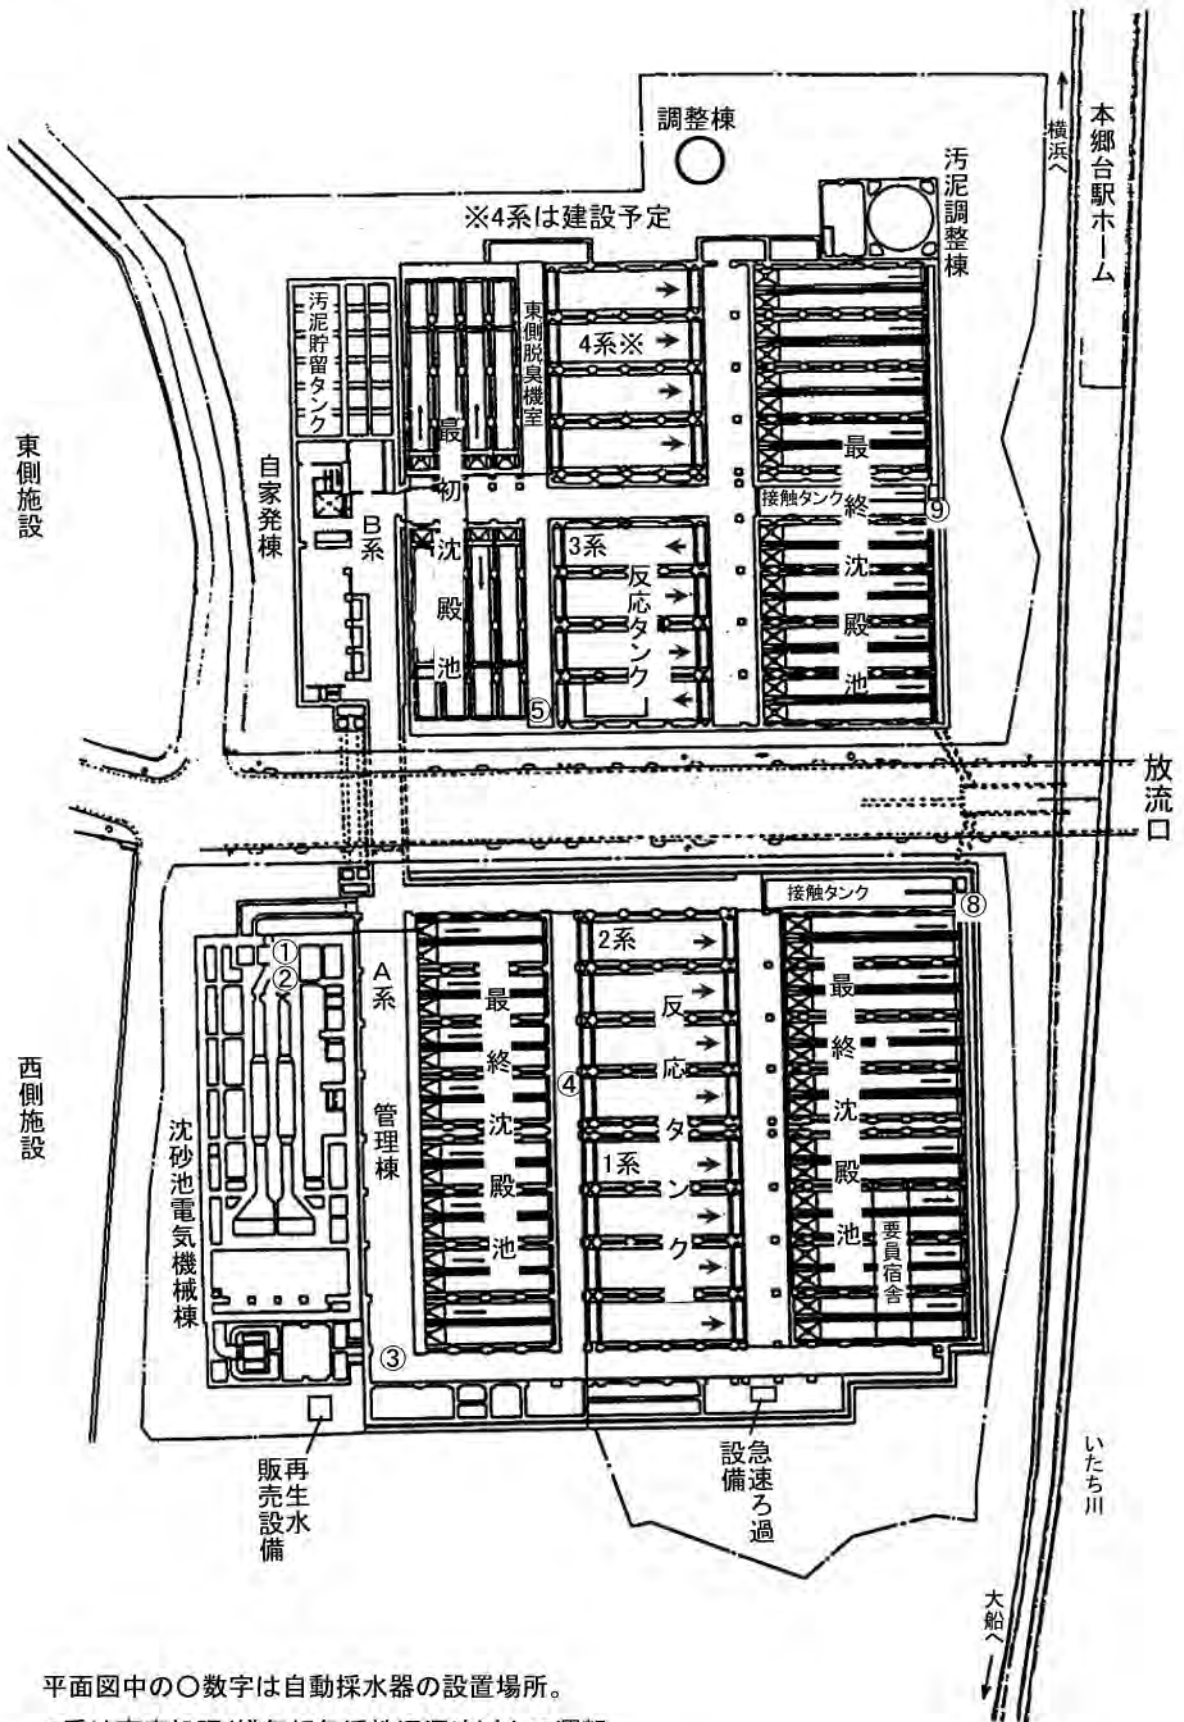 調整棟
横浜へ
本郷台駅ホーム
汚泥調整棟
※4系は建設予定
汚泥貯留タンク
東側脱臭機室
4系※
最初沈殿池
最終沈殿池
東側施設
自家発棟
B系
接触タンク
⑨
3系
反応タンク
⑤
放流口
接触タンク
⑧
①
②
A系
2系
最終沈殿池
反応タンク
最終沈殿池
④
西側施設
沈砂池電気機械棟
管理棟
1系
要員宿舎
③
再生水
販売設備
急速ろ過
設備
いたち川
大船へ
平面図中の〇数字は自動採水器の設置場所。